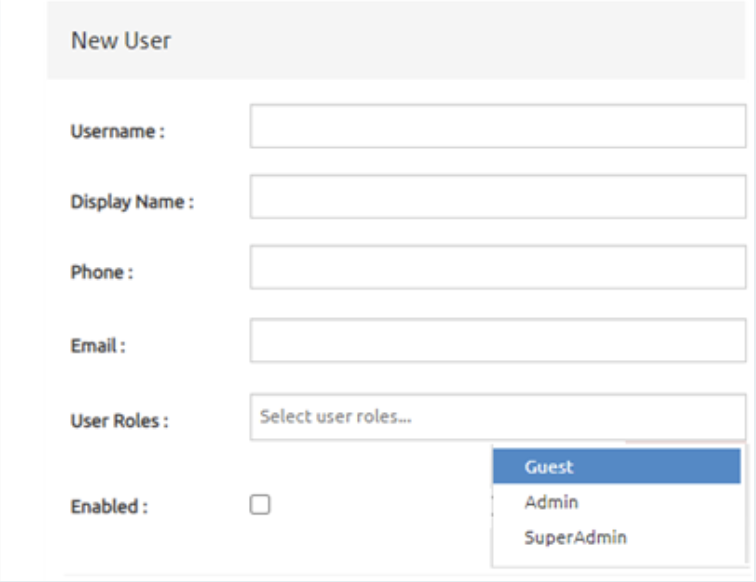 New User
Username :
Display Name :
Phone :
Email :
User Roles : Select user roles...
Guest
Enabled : Admin
SuperAdmin